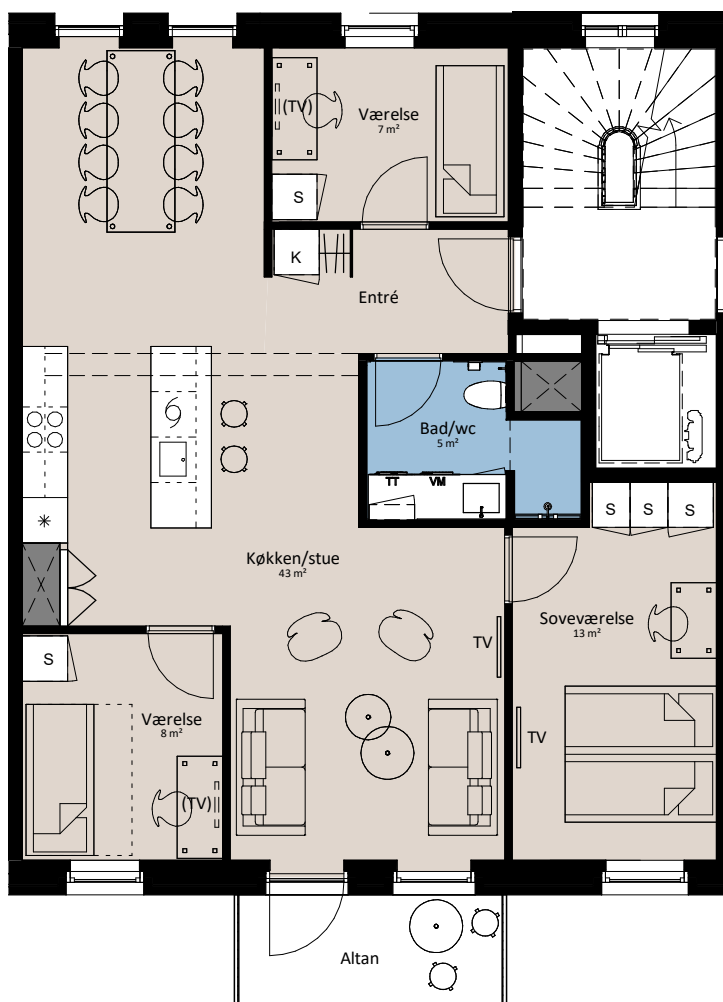 (TV)
Værelse
7 m²
S
K
Entré
Bad/wc
5 m²
TT
VM
S
S
S
Køkken/stue
43 m²
Soveværelse
13 m²
TV
S
Værelse
8 m²
TV
(TV)
Altan